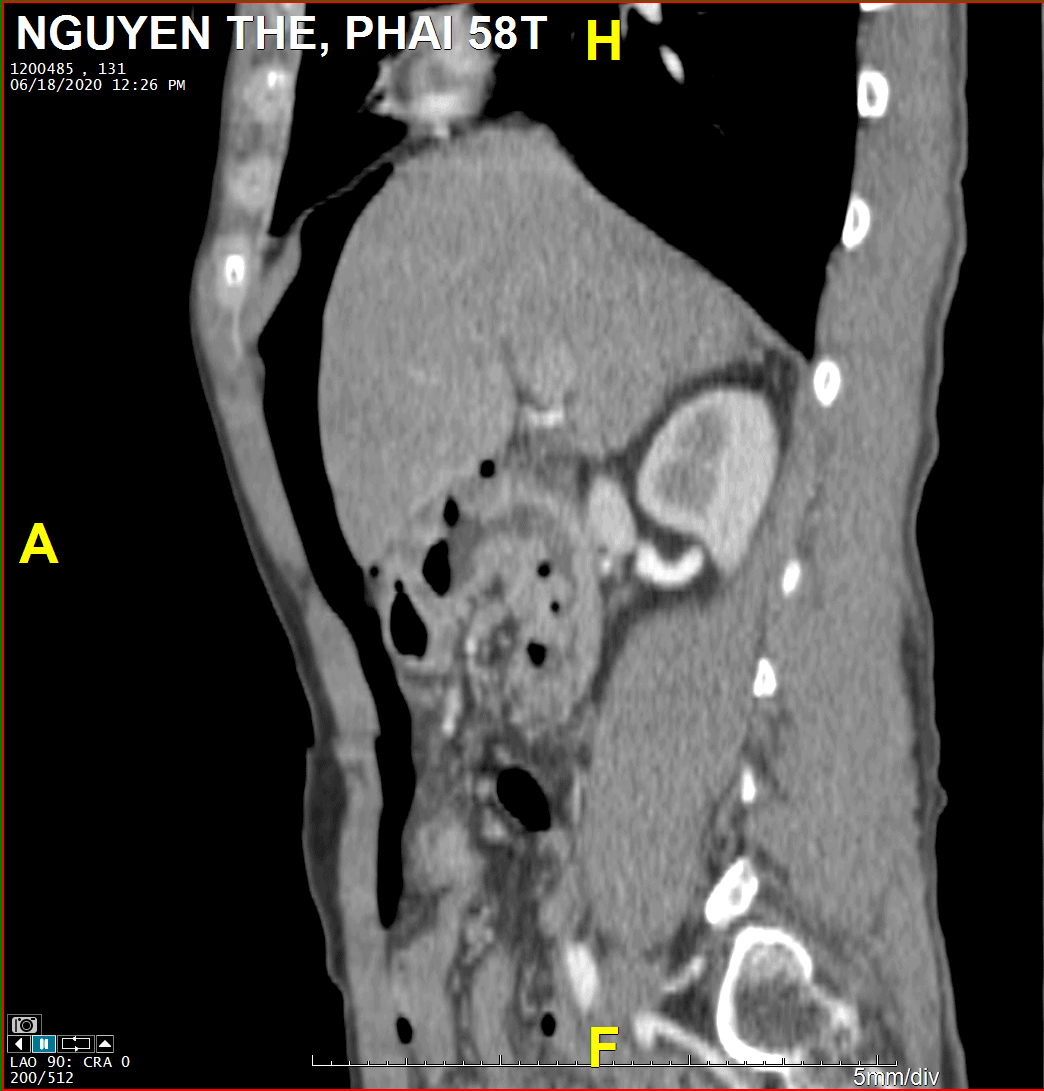 NGUYEN THE, PHAI 58T
H
1200485 , 131
06/18/2020 12:26 PM
A
LAO 90: CRA 0
200/512
F
5mm/div